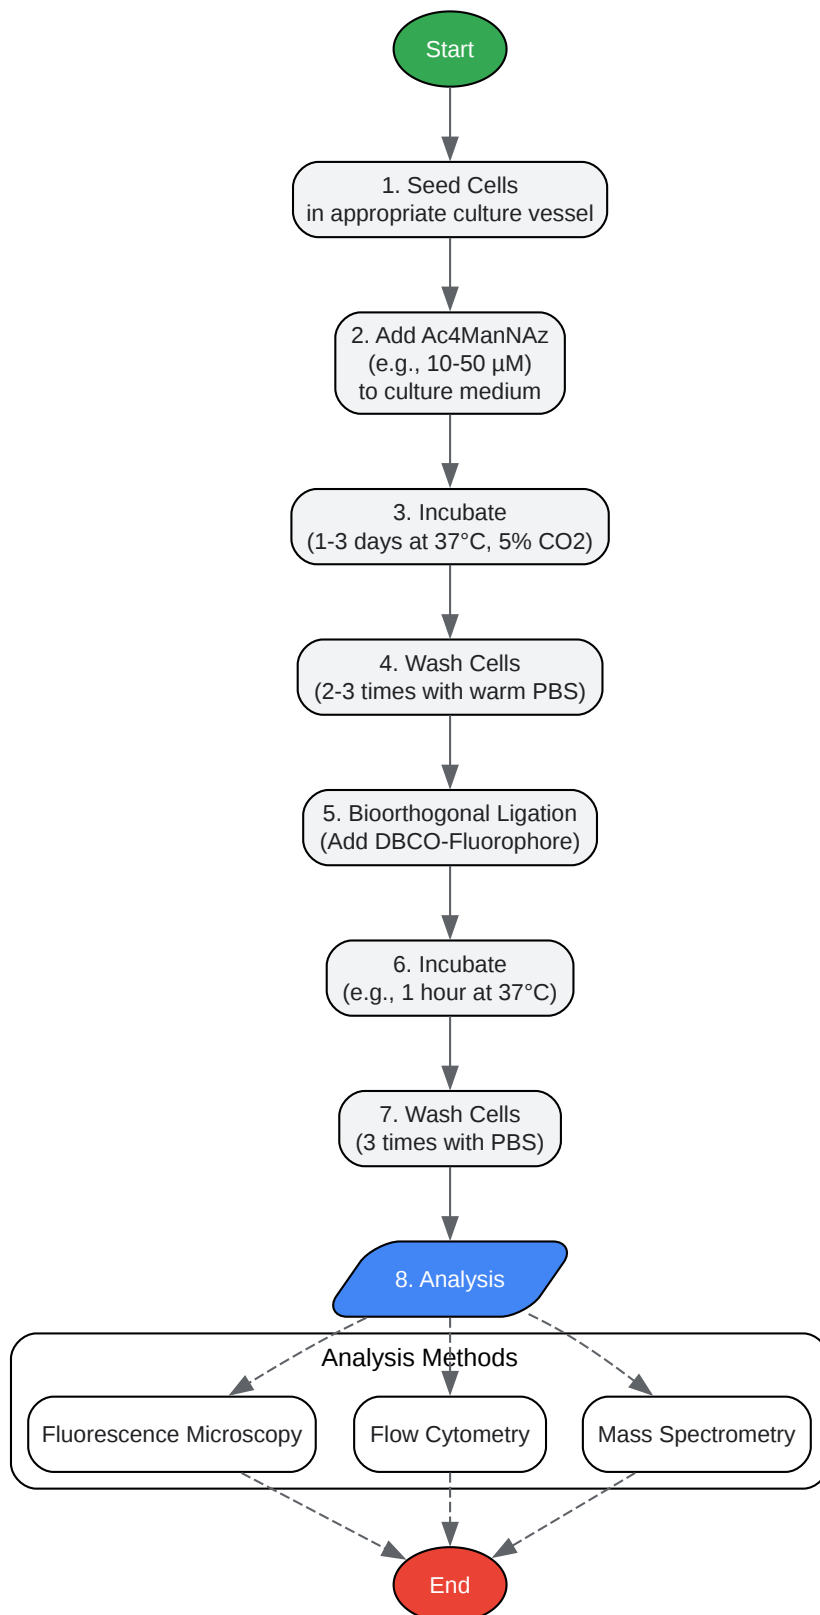 Start
1. Seed Cells
in appropriate culture vessel
2. Add Ac4ManNAz
(e.g., 10-50 µM)
to culture medium
3. Incubate
(1-3 days at 37°C, 5% CO2)
4. Wash Cells
(2-3 times with warm PBS)
5. Bioorthogonal Ligation
(Add DBCO-Fluorophore)
6. Incubate
(e.g., 1 hour at 37°C)
7. Wash Cells
(3 times with PBS)
8. Analysis
Analysis Methods
Fluorescence Microscopy
Flow Cytometry
Mass Spectrometry
End